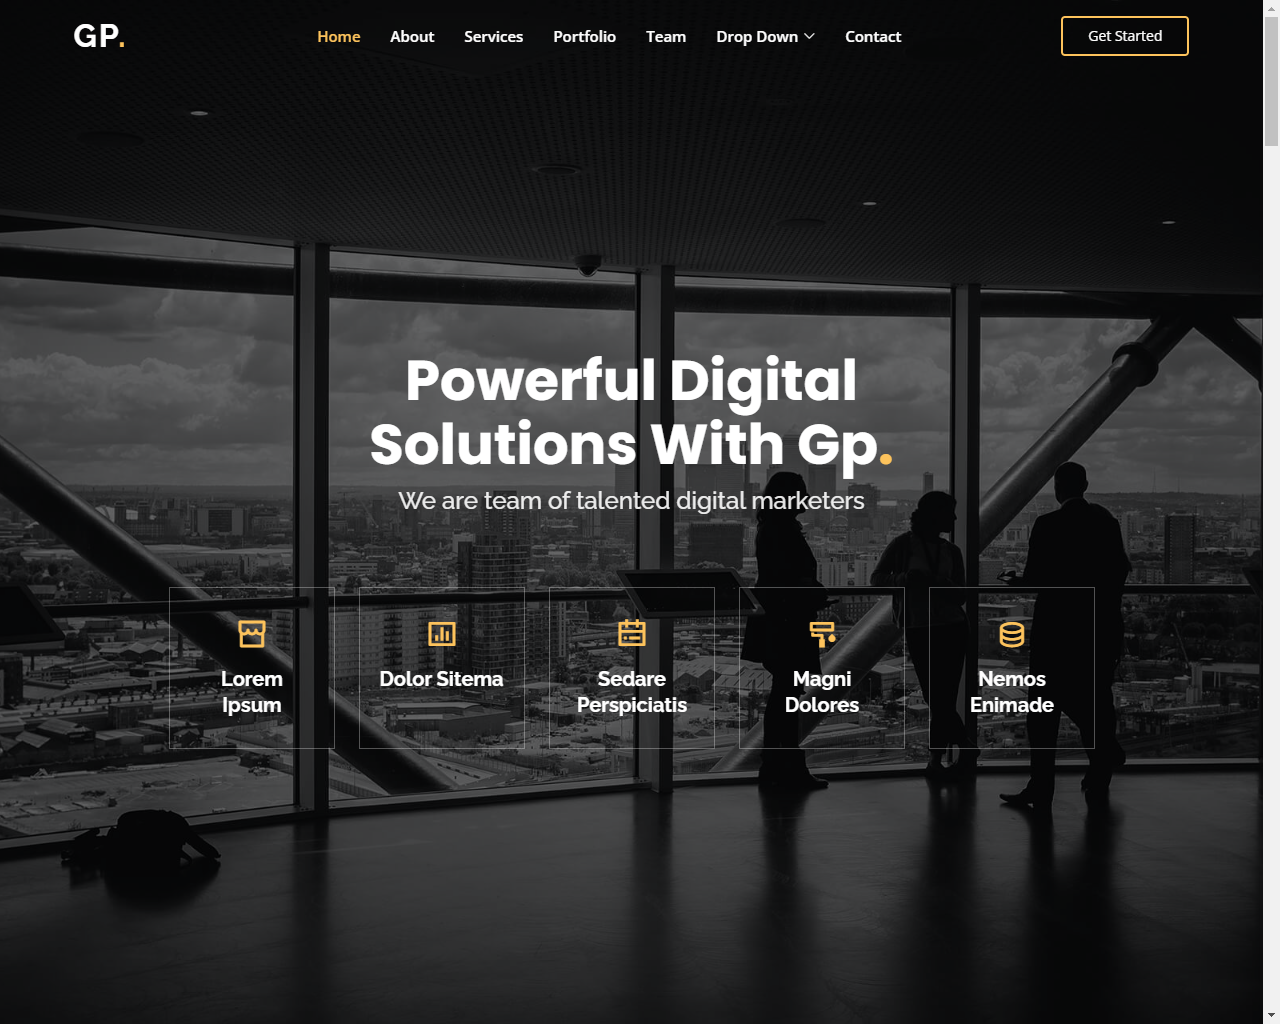 GP.
Home About Services Portfolio Team Drop Down Contact
Get Started
Powerful Digital
Solutions With Gp.
We are team of talented digital marketers
Lorem
Ipsum
Dolor Sitema
Sedare
Perspiciatis
Magni
Dolores
Nemos
Enimade